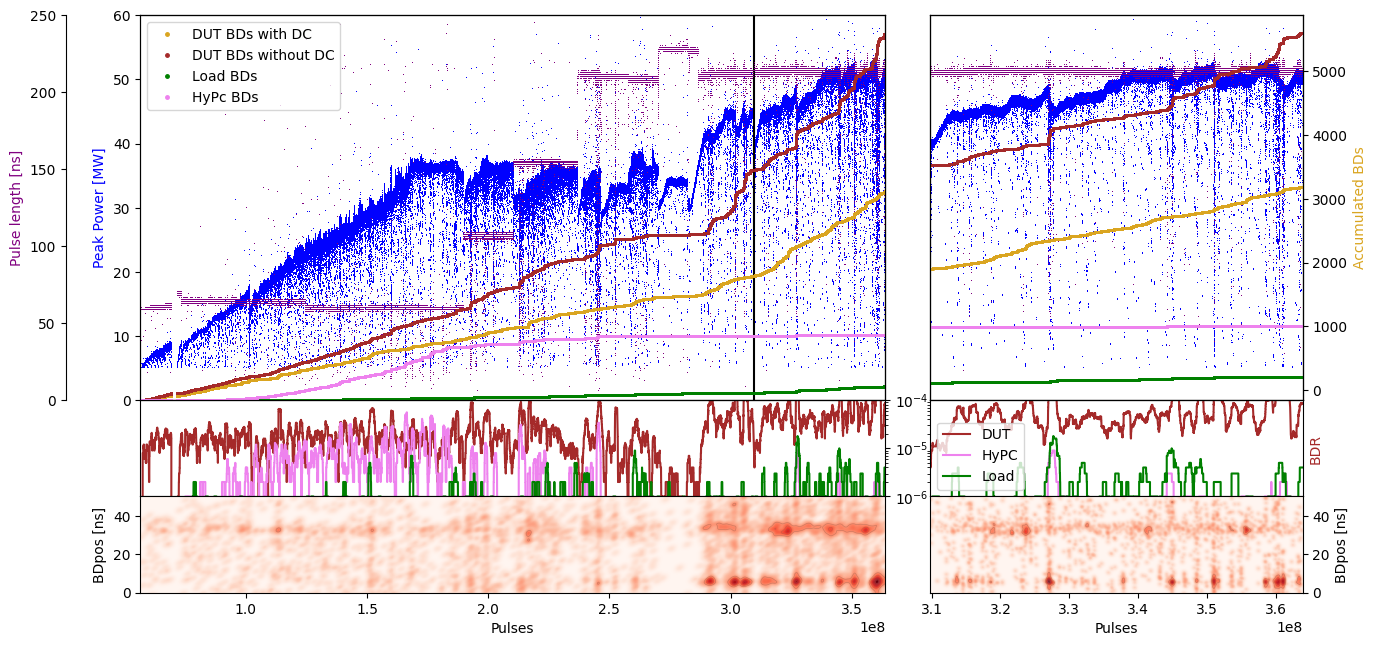 250
200
150
100
50
0
Pulse length [ns]
60
50
40
30
20
10
0
Peak Power [MW]
DUT BDs with DC
DUT BDs without DC
Load BDs
HyPc BDs
5000
4000
3000
2000
1000
0
Accumulated BDs
10⁻⁴
10⁻⁵
10⁻⁶
DUT
HyPC
Load
BDR
40
20
0
BDpos [ns]
40
20
0
BDpos [ns]
1.0 1.5 2.0 2.5 3.0 3.5
1e8
Pulses
3.1 3.2 3.3 3.4 3.5 3.6
1e8
Pulses